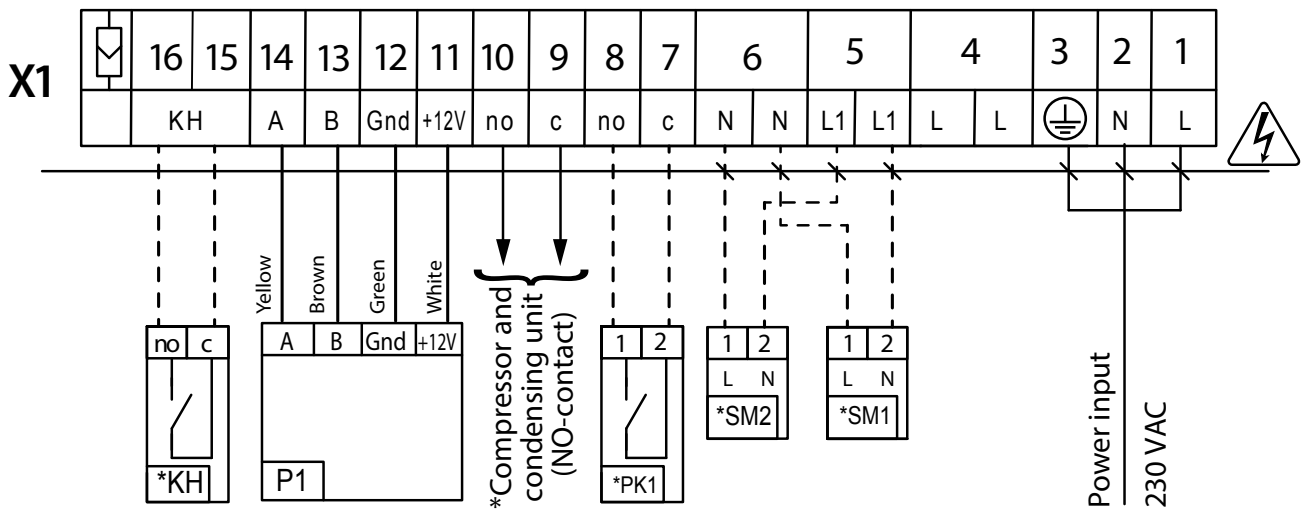 X1
16 15 14 13 12 11 10 9 8 7 6 5 4 3 2 1
KH A B Gnd +12V no c no c N N L1 L1 L L N L
Yellow
Brown
Green
White
no c
*KH
A B Gnd +12V
P1
*Compressor and
condensing unit
(NO-contact)
1 2
*PK1
1 2
L N
*SM2
1 2
L N
*SM1
Power input
230 VAC